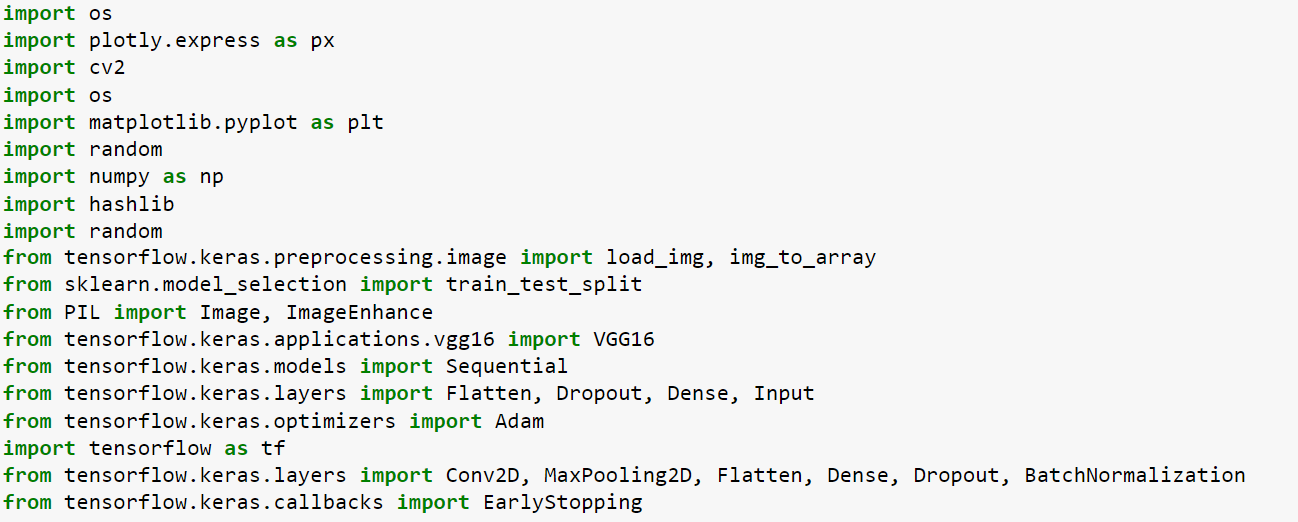 import os
import plotly.express as px
import cv2
import os
import matplotlib.pyplot as plt
import random
import numpy as np
import hashlib
import random
from tensorflow.keras.preprocessing.image import load_img, img_to_array
from sklearn.model_selection import train_test_split
from PIL import Image, ImageEnhance
from tensorflow.keras.applications.vgg16 import VGG16
from tensorflow.keras.models import Sequential
from tensorflow.keras.layers import Flatten, Dropout, Dense, Input
from tensorflow.keras.optimizers import Adam
import tensorflow as tf
from tensorflow.keras.layers import Conv2D, MaxPooling2D, Flatten, Dense, Dropout, BatchNormalization
from tensorflow.keras.callbacks import EarlyStopping